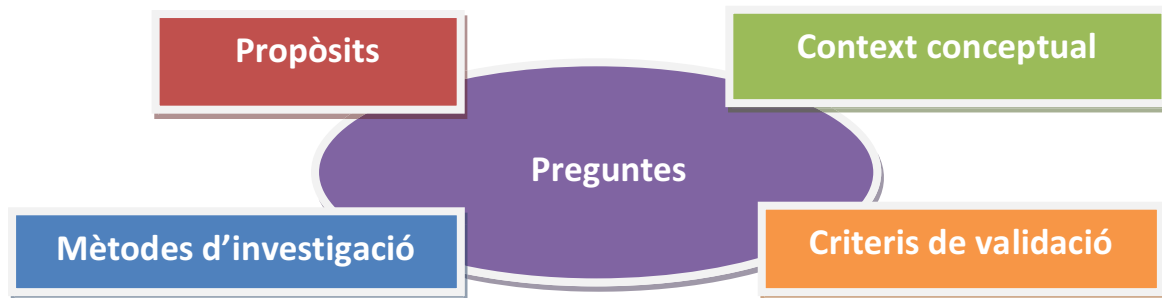 Propòsits
Context conceptual
Preguntes
Mètodes d’investigació
Criteris de validació